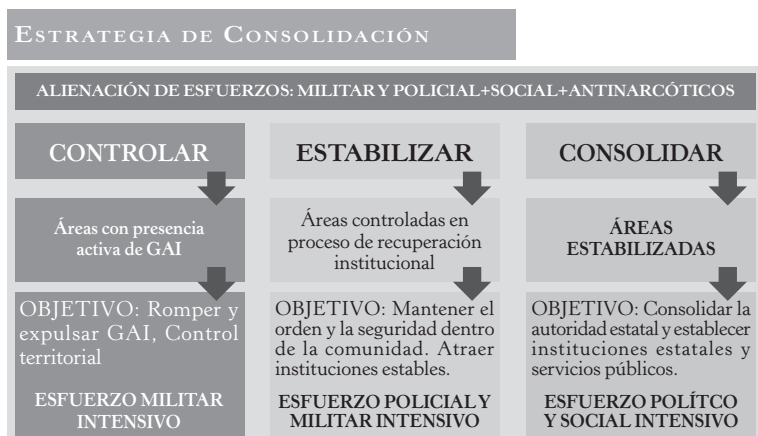 ESTRATEGIA DE CONSOLIDACIÓN
ALIENACIÓN DE ESFUERZOS: MILITAR Y POLICIAL+SOCIAL+ANTINARCÓTICOS
CONTROLAR
Áreas con presencia
activa de GAI
OBJETIVO: Romper y
expulsar GAI, Control
territorial
ESFUERZO MILITAR
INTENSIVO
ESTABILIZAR
Áreas controladas en
proceso de recuperación
institucional
OBJETIVO: Mantener el
orden y la seguridad dentro
de la comunidad. Atraer
instituciones estables.
ESFUERZO POLICIAL Y
MILITAR INTENSIVO
CONSOLIDAR
ÁREAS
ESTABILIZADAS
OBJETIVO: Consolidar la
autoridad estatal y establecer
instituciones estatales y
servicios públicos.
ESFUERZO POLÍTCO
Y SOCIAL INTENSIVO